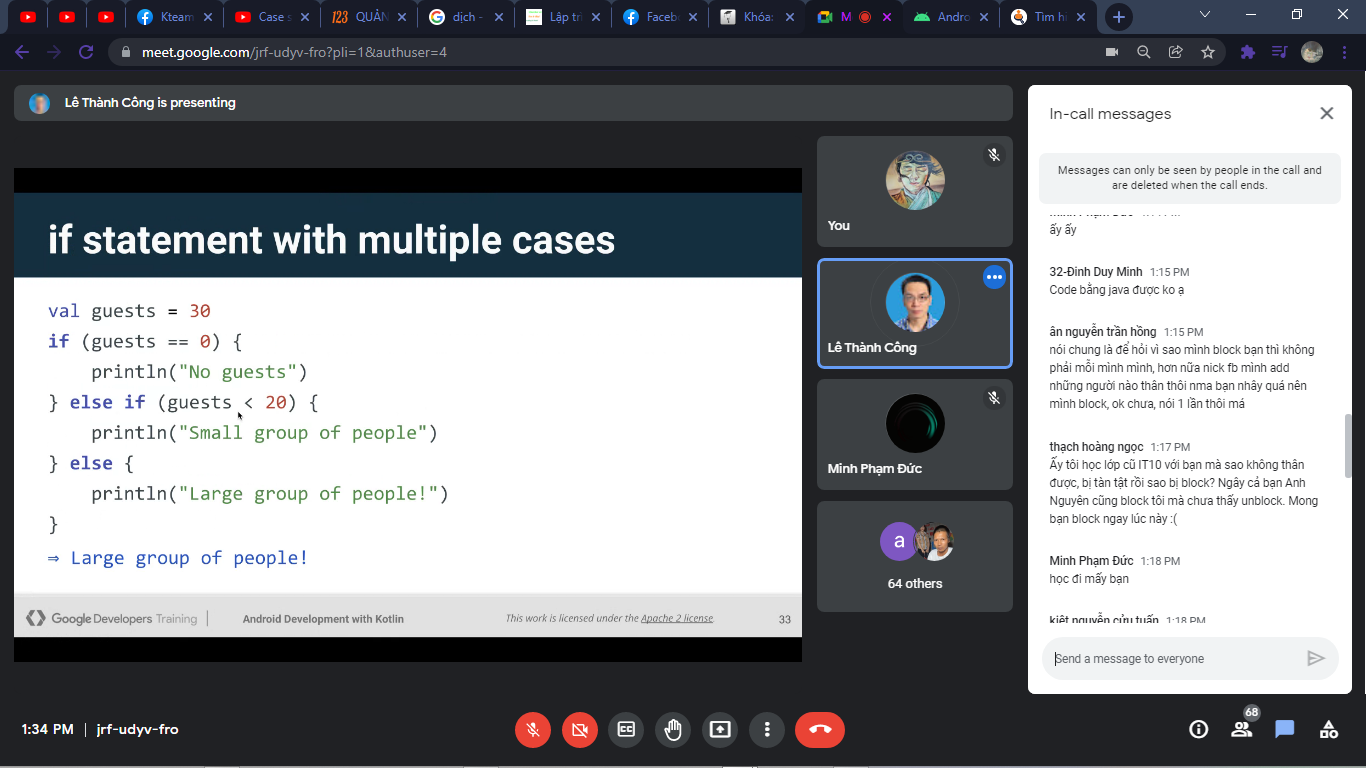 Kteam
Case s
123 QUẢN
dịch -
Lập trì
Faceb
Khóa:
M
Andro
Tìm hi
meet.google.com/jrf-udyv-fro?pli=1&authuser=4
Lê Thành Công is presenting
if statement with multiple cases
val guests = 30
if (guests == 0) {
println("No guests")
} else if (guests < 20) {
println("Small group of people")
} else {
println("Large group of people!")
}
⇒ Large group of people!
Google Developers Training
Android Development with Kotlin
This work is licensed under the Apache 2 license.
33
You
Lê Thành Công
Minh Phạm Đức
a
64 others
In-call messages
Messages can only be seen by people in the call and
are deleted when the call ends.
ấy ấy
32-Đinh Duy Minh 1:15 PM
Code bằng java được ko ạ
ân nguyễn trần hồng 1:15 PM
nói chung là để hỏi vì sao mình block bạn thì không
phải mỗi mình mình, hơn nữa nick fb mình add
những người nào thân thôi nma bạn nhây quá nên
mình block, ok chưa, nói 1 lần thôi má
thạch hoàng ngọc 1:17 PM
Ấy tôi học lớp cũ IT10 với bạn mà sao không thân
được, bị tàn tật rồi sao bị block? Ngây cả bạn Anh
Nguyên cũng block tôi mà chưa thấy unblock. Mong
bạn block ngay lúc này :(
Minh Phạm Đức 1:18 PM
học đi mấy bạn
kiệt nguyễn cửu tuấn 1:18 PM
Send a message to everyone
1:34 PM | jrf-udyv-fro
CC
68